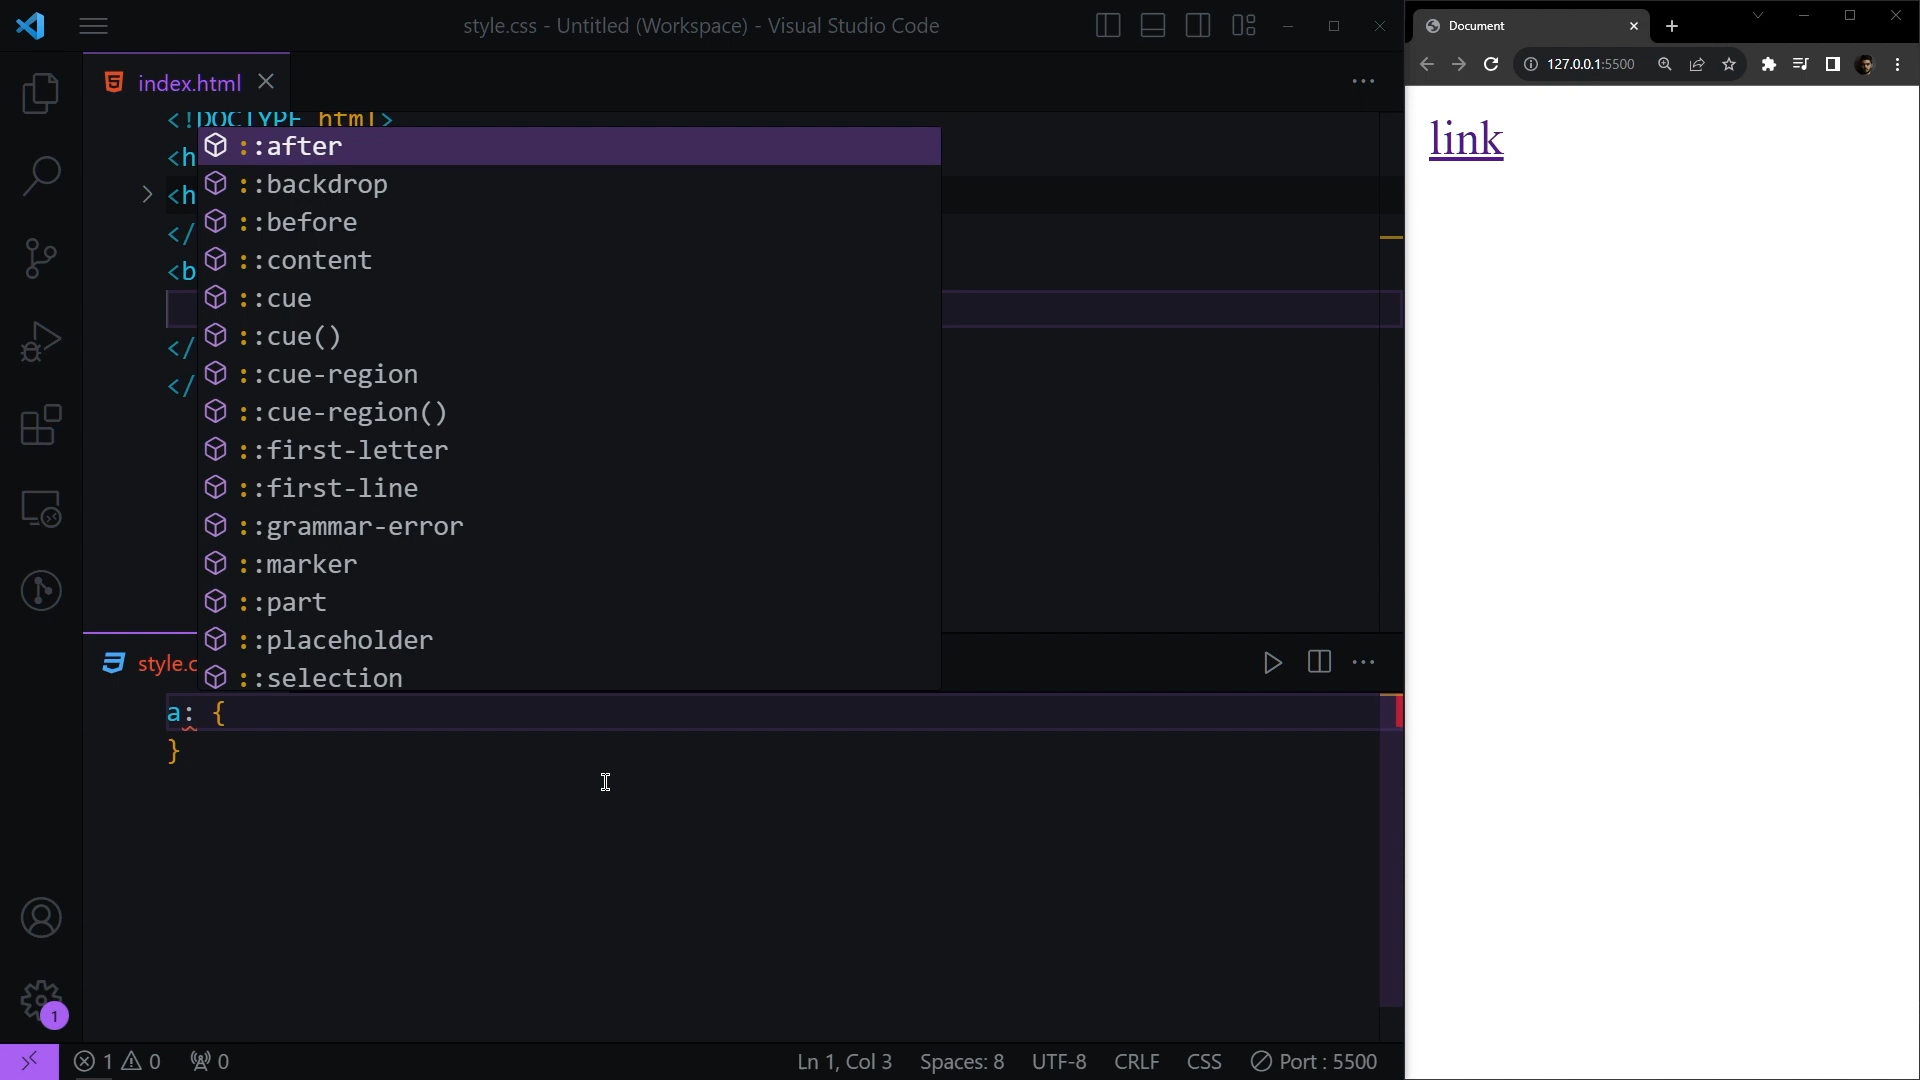 style.css - Untitled (Workspace) - Visual Studio Code
index.html
<!DOCTYPE html>
<h
<h
</
<b
</
</
::after
::backdrop
::before
::content
::cue
::cue()
::cue-region
::cue-region()
::first-letter
::first-line
::grammar-error
::marker
::part
::placeholder
::selection
style.c
a: {
}
1
1 0 0
Ln 1, Col 3 Spaces: 8 UTF-8 CRLF CSS Port : 5500
Document
127.0.0.1:5500
link